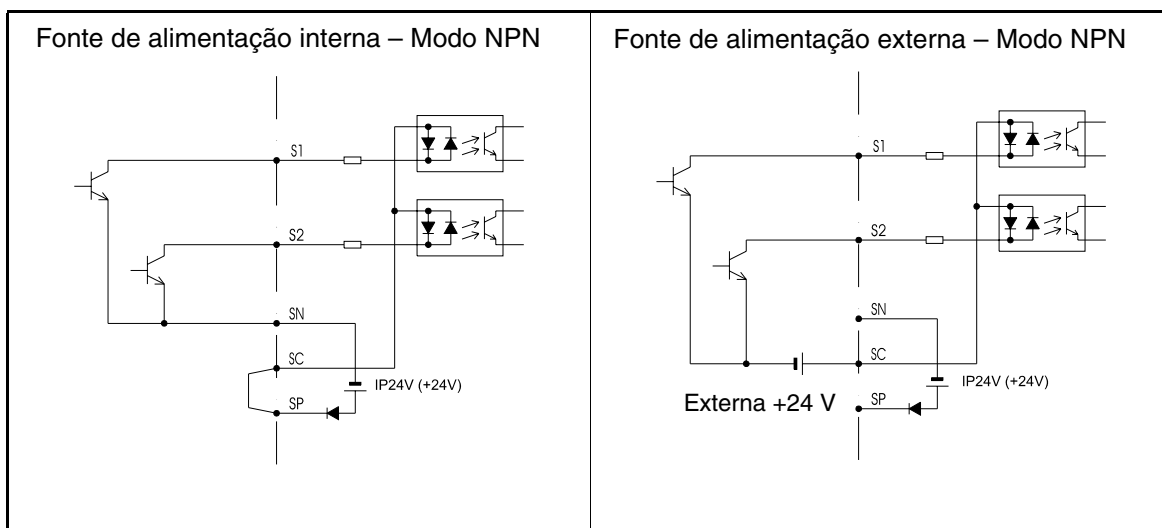 Fonte de alimentação interna – Modo NPN
S1
S2
SN
SC
IP24V (+24V)
SP
Fonte de alimentação externa – Modo NPN
S1
S2
SN
SC
IP24V (+24V)
Externa +24 V
SP